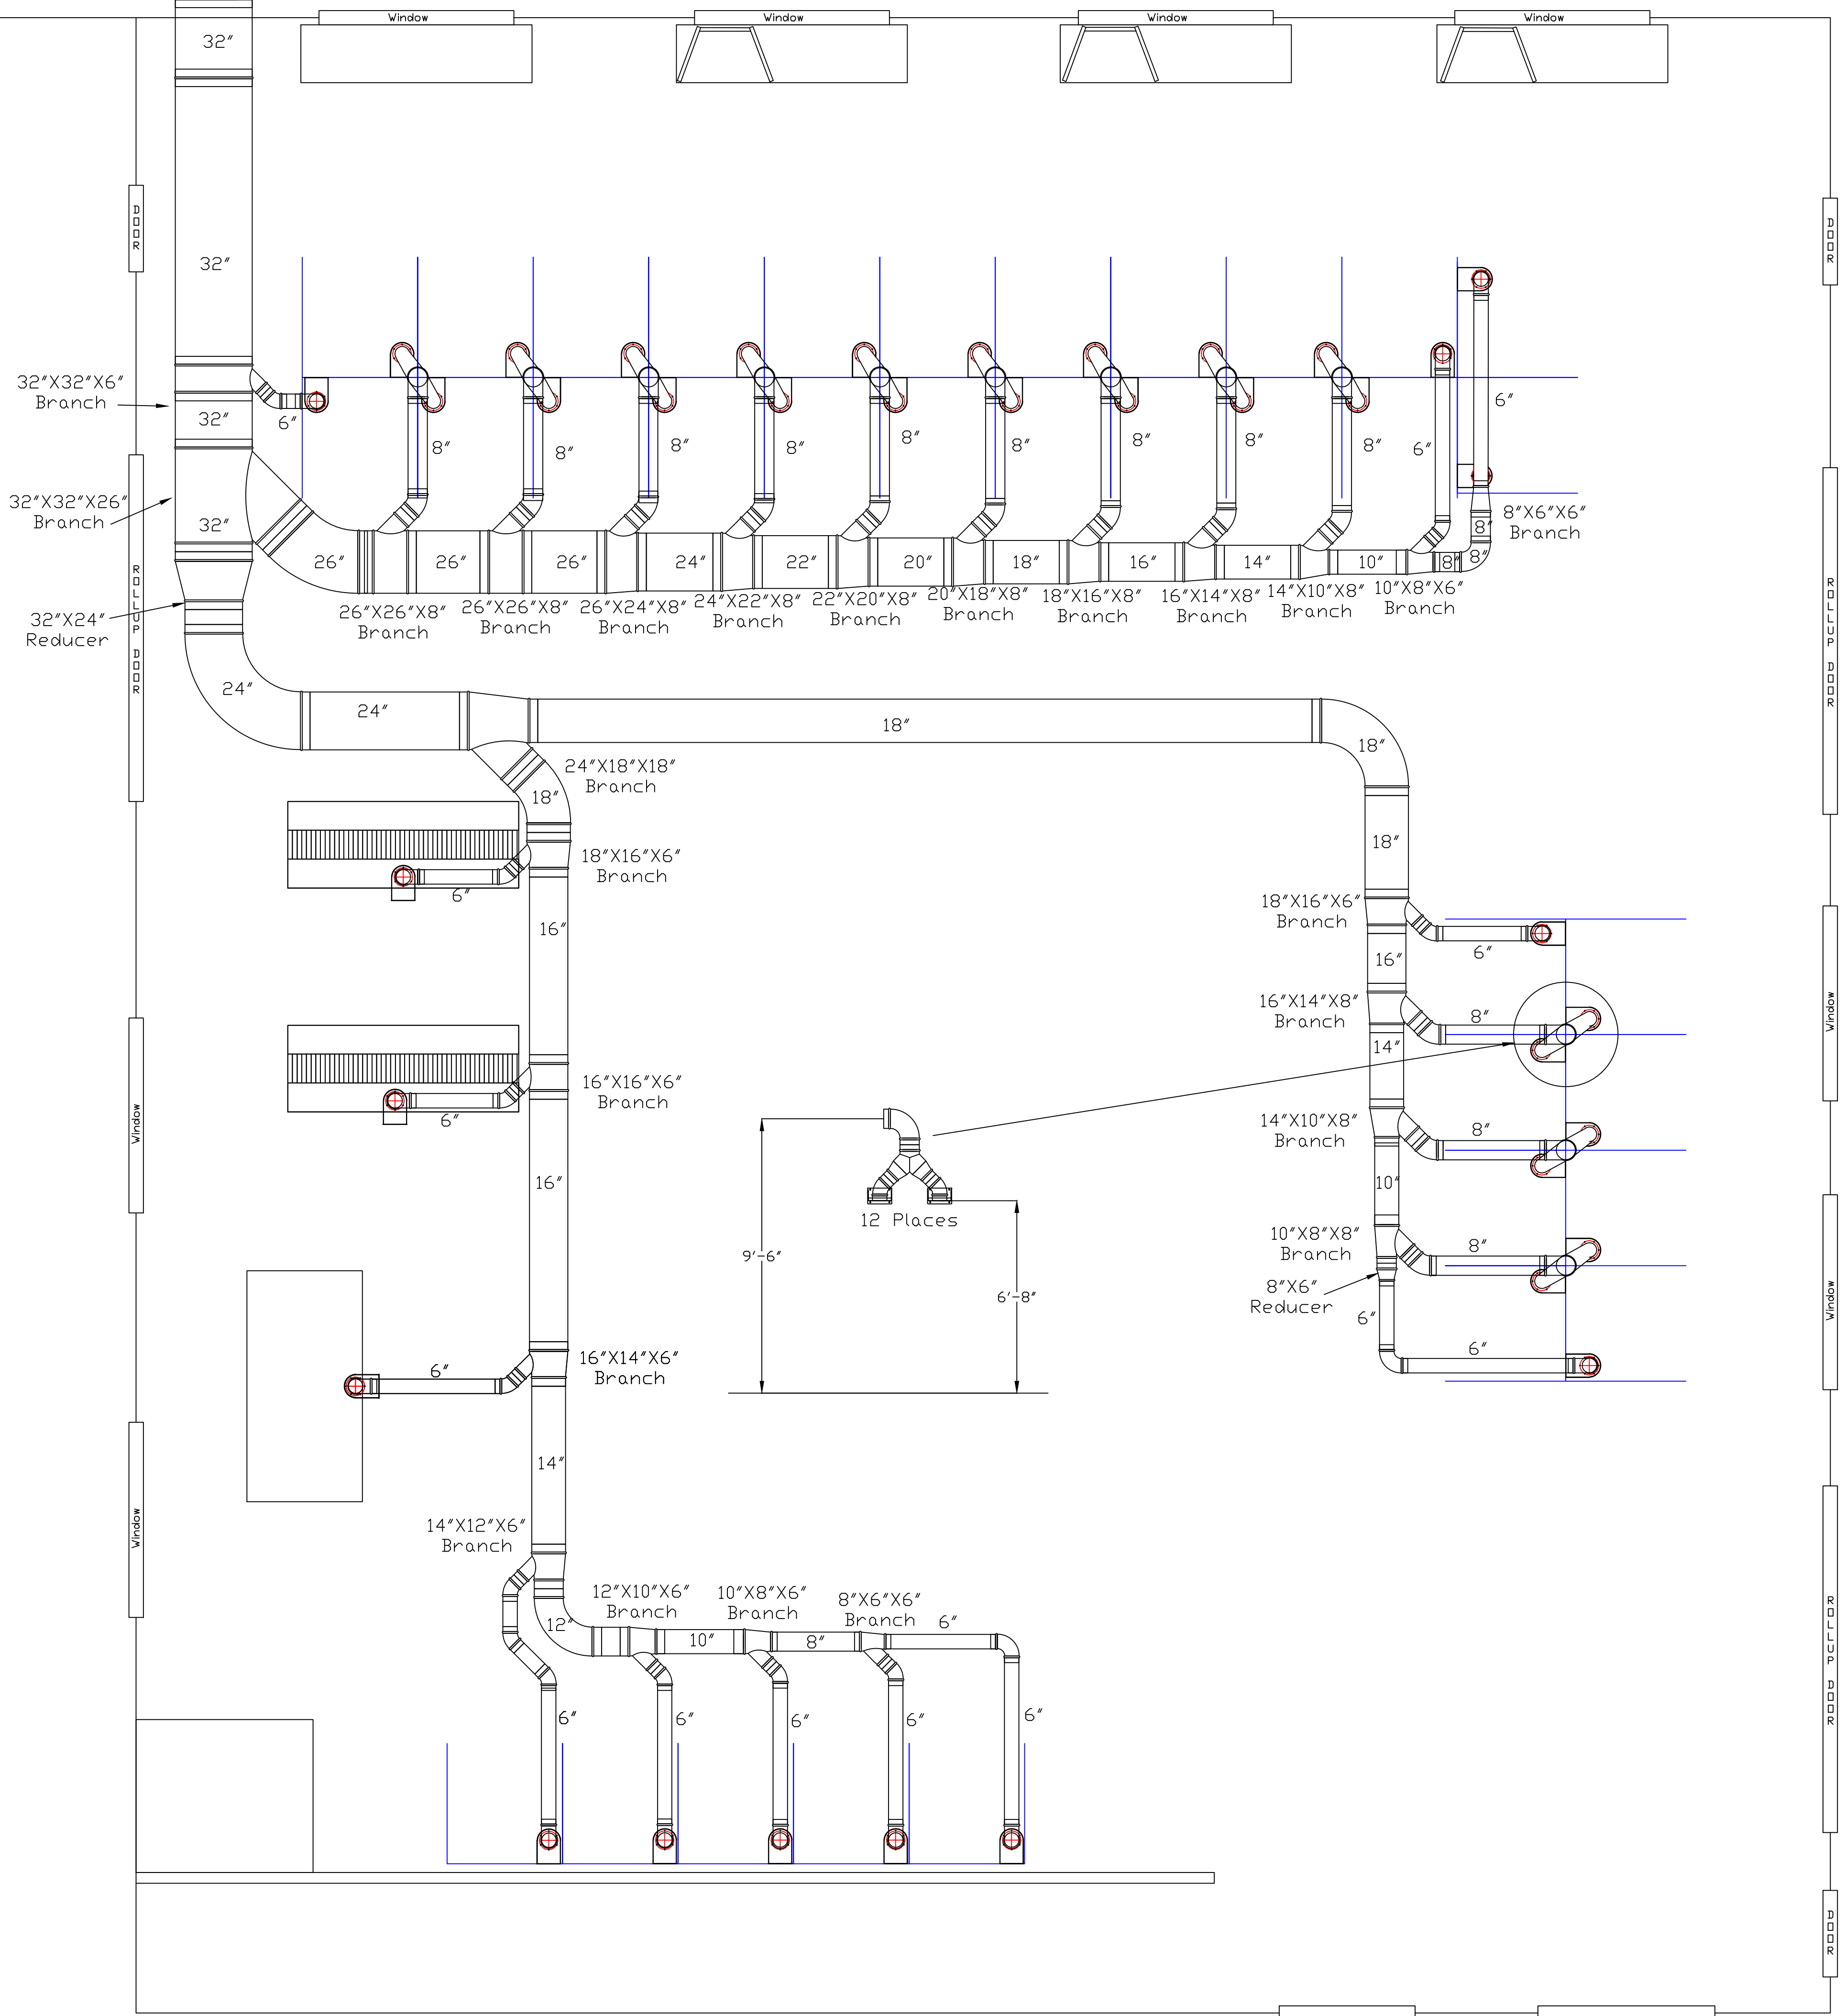 Window
Window
Window
Window
32″
DOOR
DOOR
32″
32″X32″X6″
Branch
6″
32″
6″
8″
8″
8″
8″
8″
8″
8″
8″
8″
6″
32″X32″X26″
Branch
32″
8″X6″X6″
Branch
8″
8″
8″
26″
26″
26″
24″
22″
20″
18″
16″
14″
10″
26″X26″X8″
Branch
26″X26″X8″
Branch
26″X24″X8″
Branch
24″X22″X8″
Branch
22″X20″X8″
Branch
20″X18″X8″
Branch
18″X16″X8″
Branch
16″X14″X8″
Branch
14″X10″X8″
Branch
10″X8″X6″
Branch
32″X24″
Reducer
ROLLUP DOOR
ROLLUP DOOR
24″
24″
18″
18″
24″X18″X18″
Branch
18″
18″
18″X16″X6″
Branch
6″
16″
18″X16″X6″
Branch
6″
16″
16″X14″X8″
Branch
8″
14″
Window
Window
16″X16″X6″
Branch
6″
14″X10″X8″
Branch
8″
16″
10″
12 Places
9′-6″
6′-8″
10″X8″X8″
Branch
8″
8″X6″
Reducer
6″
6″
Window
16″X14″X6″
Branch
6″
14″
Window
14″X12″X6″
Branch
12″
12″X10″X6″
Branch
10″X8″X6″
Branch
8″X6″X6″
Branch
6″
10″
8″
6″
6″
6″
6″
6″
ROLLUP DOOR
DOOR